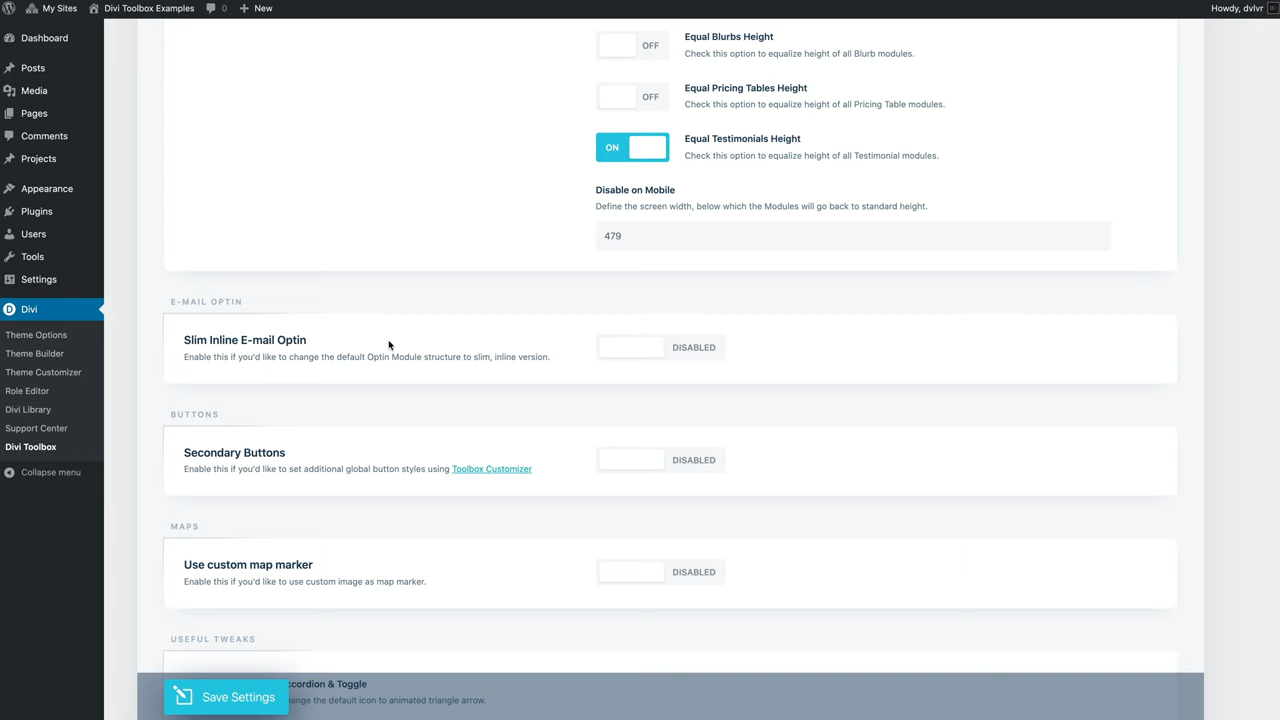 My Sites
Divi Toolbox Examples
0
New
Howdy, dvlvr
Dashboard
Posts
Media
Pages
Comments
Projects
Appearance
Plugins
Users
Tools
Settings
Divi
Theme Options
Theme Builder
Theme Customizer
Role Editor
Divi Library
Support Center
Divi Toolbox
Collapse menu
OFF
Equal Blurbs Height
Check this option to equalize height of all Blurb modules.
OFF
Equal Pricing Tables Height
Check this option to equalize height of all Pricing Table modules.
ON
Equal Testimonials Height
Check this option to equalize height of all Testimonial modules.
Disable on Mobile
Define the screen width, below which the Modules will go back to standard height.
479
E-MAIL OPTIN
Slim Inline E-mail Optin
Enable this if you'd like to change the default Optin Module structure to slim, inline version.
DISABLED
BUTTONS
Secondary Buttons
Enable this if you'd like to set additional global button styles using Toolbox Customizer
DISABLED
MAPS
Use custom map marker
Enable this if you'd like to use custom image as map marker.
DISABLED
USEFUL TWEAKS
ccordion & Toggle
hange the default icon to animated triangle arrow.
Save Settings